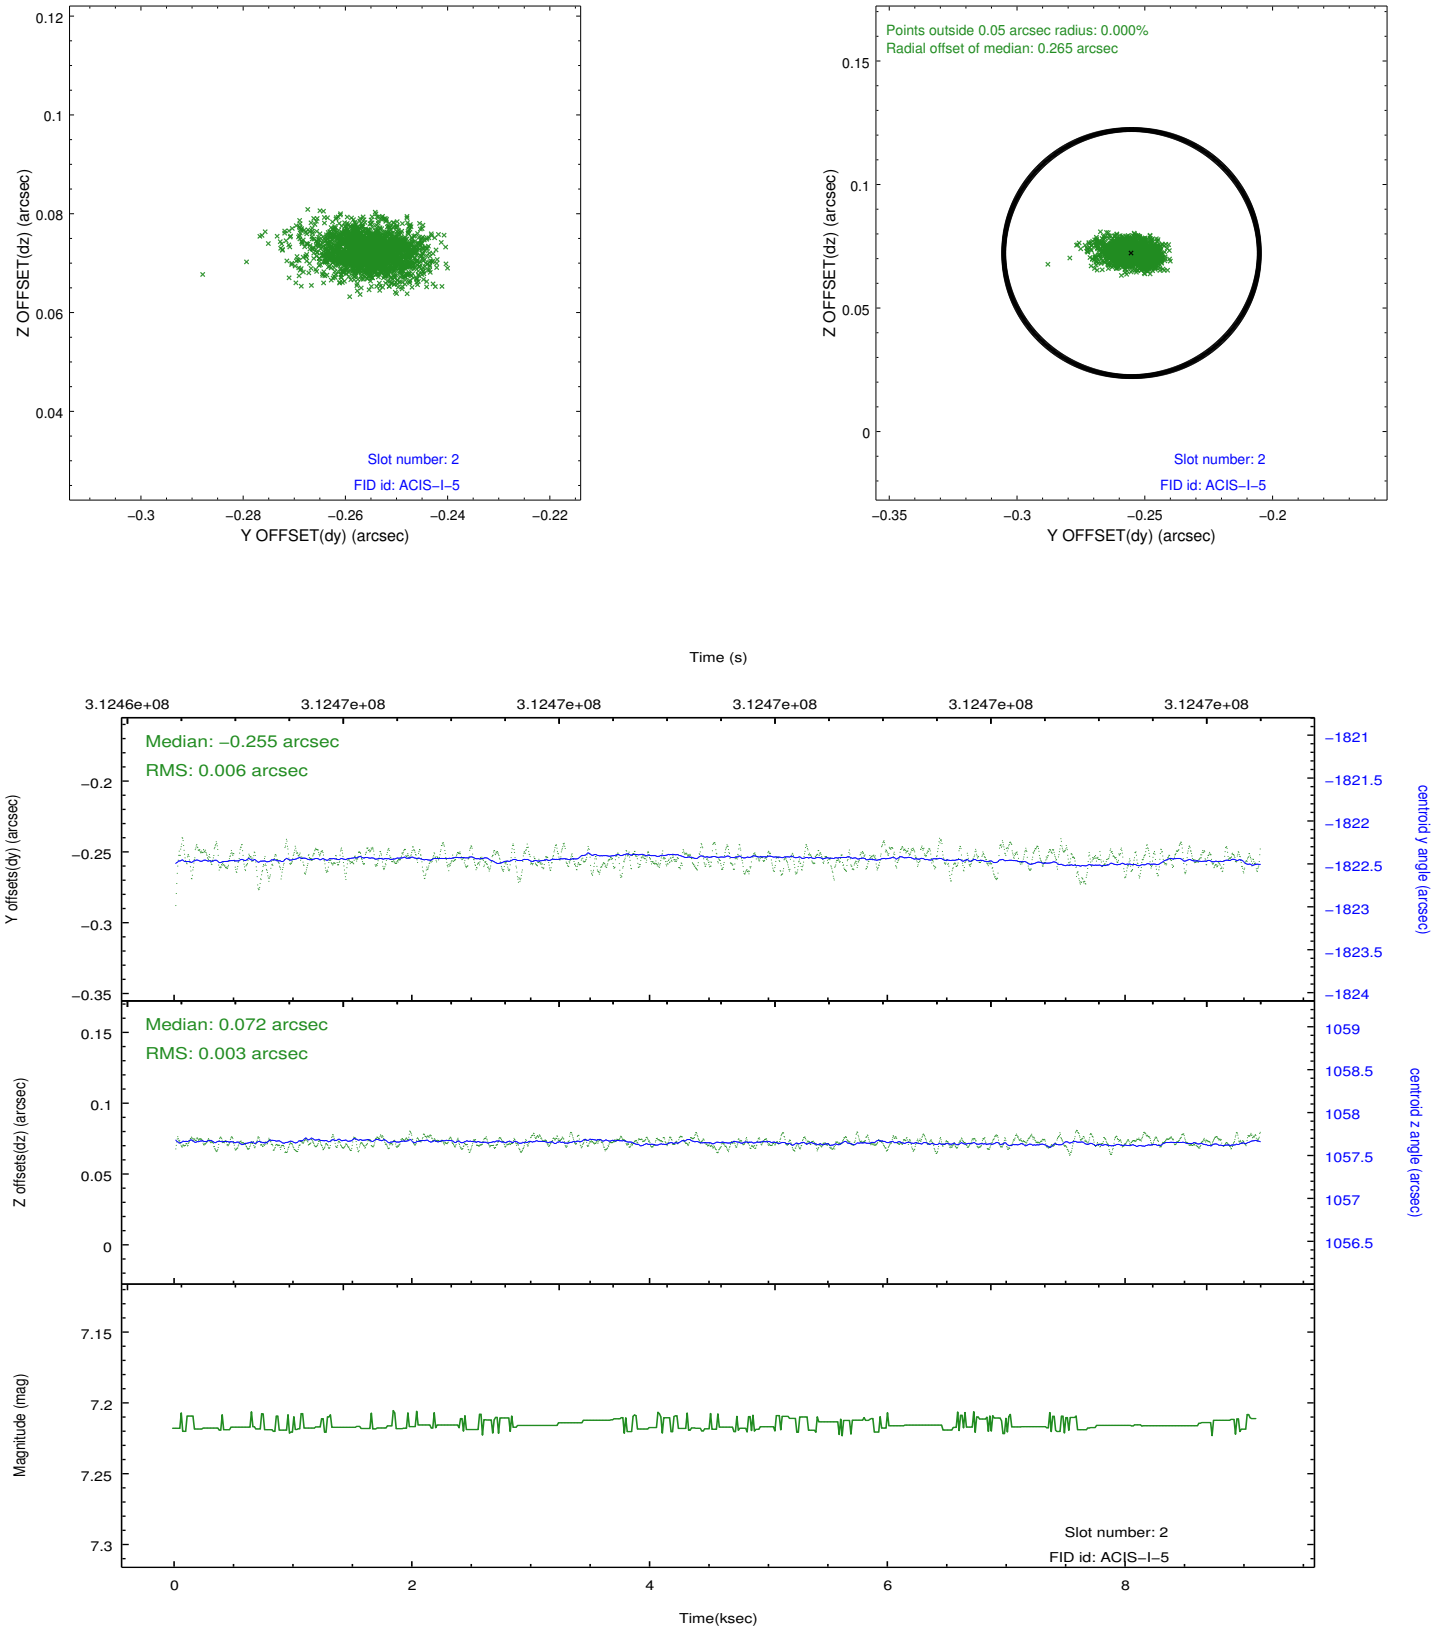 0.12
0.1
0.08
0.06
0.04
Z OFFSET(dz) (arcsec)
−0.3
−0.28
−0.26
−0.24
−0.22
Y OFFSET(dy) (arcsec)
Slot number: 2
FID id: ACIS−I−5
Points outside 0.05 arcsec radius: 0.000%
Radial offset of median: 0.265 arcsec
0.15
0.1
0.05
0
Z OFFSET(dz) (arcsec)
−0.35
−0.3
−0.25
−0.2
Y OFFSET(dy) (arcsec)
Slot number: 2
FID id: ACIS−I−5
Time (s)
3.1246e+08
3.1247e+08
3.1247e+08
3.1247e+08
3.1247e+08
3.1247e+08
Median: −0.255 arcsec
RMS: 0.006 arcsec
−0.2
−0.25
−0.3
−0.35
Y offsets(dy) (arcsec)
−1821
−1821.5
−1822
−1822.5
−1823
−1823.5
−1824
centroid y angle (arcsec)
Median: 0.072 arcsec
RMS: 0.003 arcsec
0.15
0.1
0.05
0
Z offsets(dz) (arcsec)
1059
1058.5
1058
1057.5
1057
1056.5
centroid z angle (arcsec)
7.15
7.2
7.25
7.3
Magnitude (mag)
Slot number: 2
FID id: ACIS−I−5
0
2
4
6
8
Time(ksec)